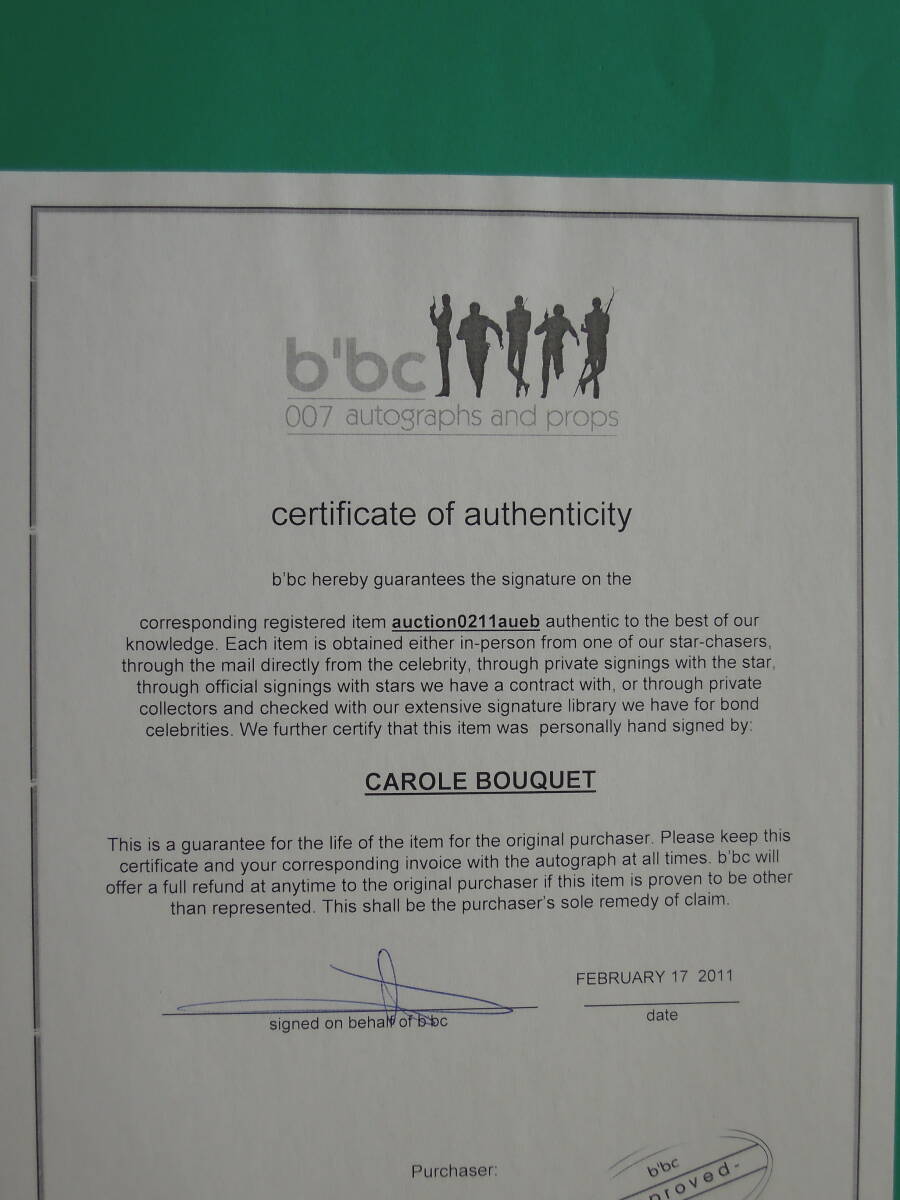 b'bc
007 autographs and props
certificate of authenticity
b'bc hereby guarantees the signature on the
corresponding registered item auction0211aueb authentic to the best of our
knowledge. Each item is obtained either in-person from one of our star-chasers,
through the mail directly from the celebrity, through private signings with the star,
through official signings with stars we have a contract with, or through private
collectors and checked with our extensive signature library we have for bond
celebrities. We further certify that this item was personally hand signed by:
CAROLE BOUQUET
This is a guarantee for the life of the item for the original purchaser. Please keep this
certificate and your corresponding invoice with the autograph at all times. b'bc will
offer a full refund at anytime to the original purchaser if this item is proven to be other
than represented. This shall be the purchaser's sole remedy of claim.
FEBRUARY 17 2011
signed on behalf of b'bc
date
Purchaser:
b'bc
proved-